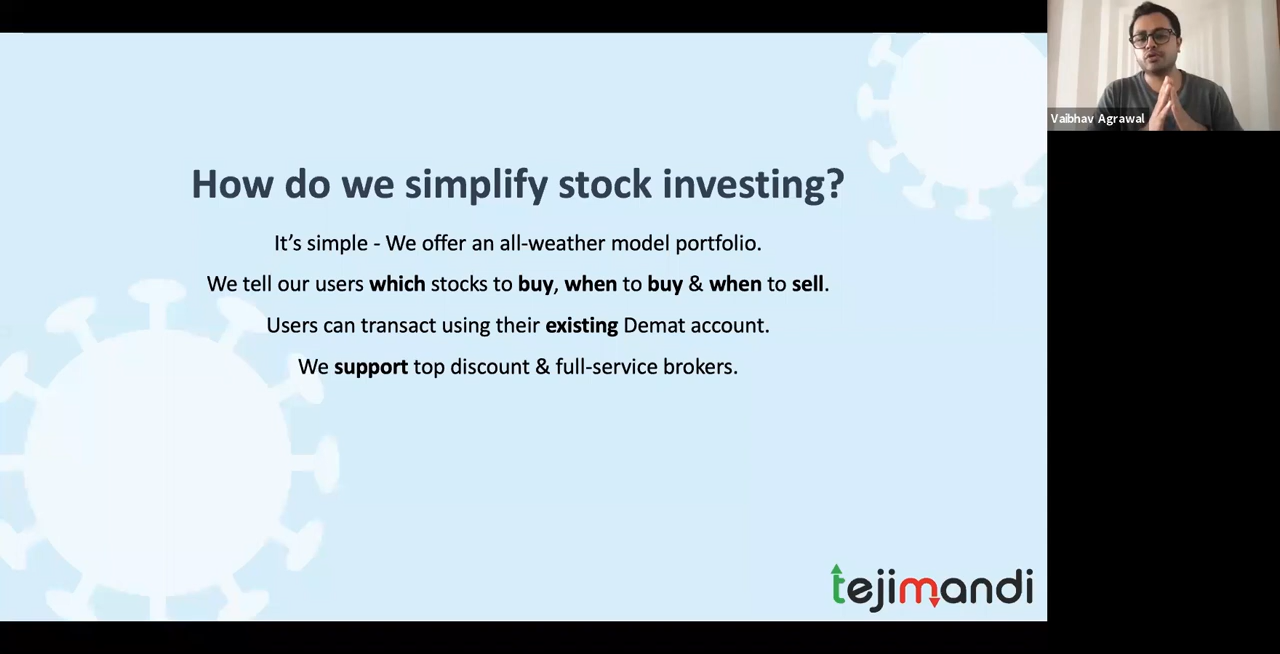 How do we simplify stock investing?
It’s simple - We offer an all-weather model portfolio.
We tell our users which stocks to buy, when to buy & when to sell.
Users can transact using their existing Demat account.
We support top discount & full-service brokers.
tejimandi
Vaibhav Agrawal